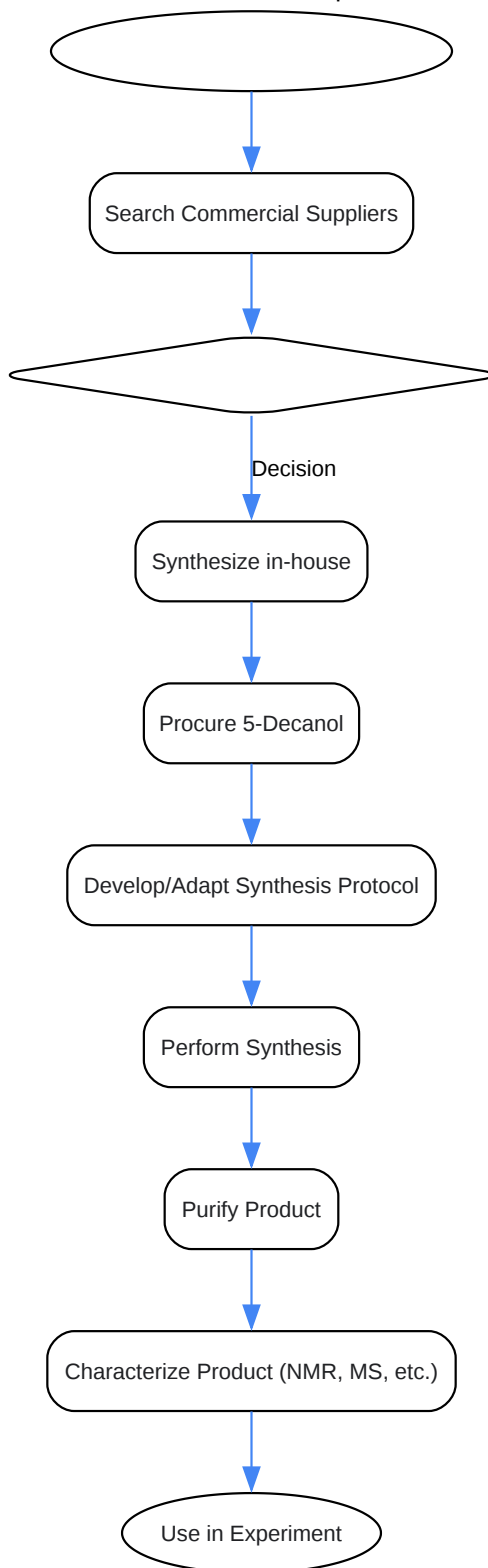 Search Commercial Suppliers
Decision
Synthesize in-house
Procure 5-Decanol
Develop/Adapt Synthesis Protocol
Perform Synthesis
Purify Product
Characterize Product (NMR, MS, etc.)
Use in Experiment